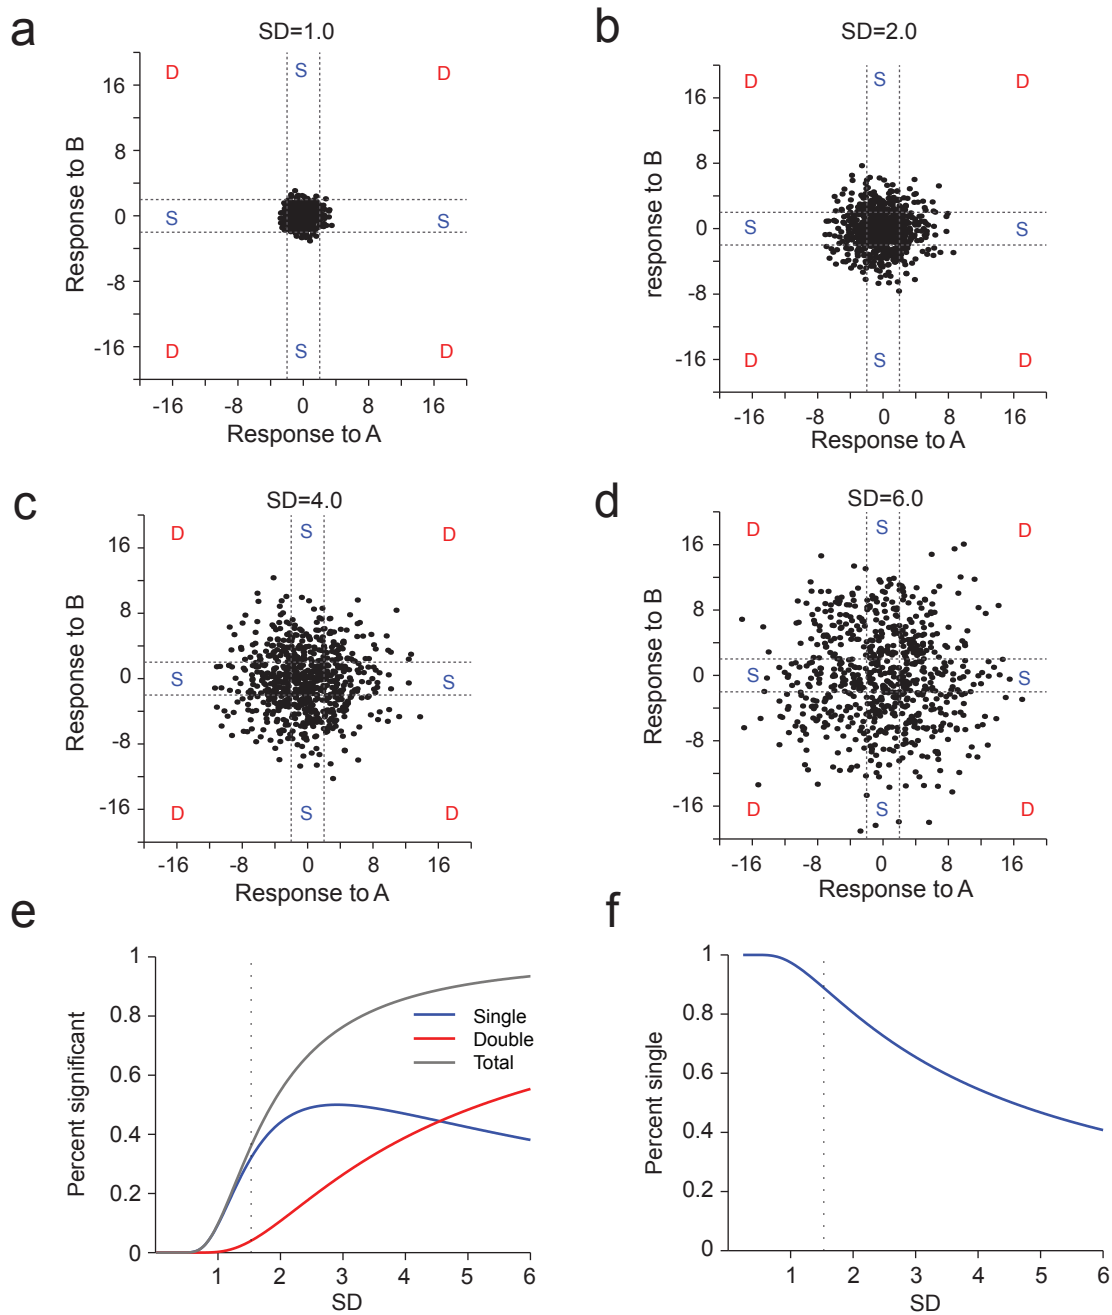 a
SD=1.0
D S D
16
8
S 0 S
-8
-16
D S D
Response to B
-16 -8 0 8 16
Response to A
b
SD=2.0
D S D
16
8
S 0 S
-8
-16
D S D
response to B
-16 -8 0 8 16
Response to A
c
SD=4.0
D S D
16
8
S 0 S
-8
-16
D S D
Response to B
-16 -8 0 8 16
Response to A
d
SD=6.0
D S D
16
8
S 0 S
-8
-16
D S D
Response to B
-16 -8 0 8 16
Response to A
e
1
0.8
0.6
0.4
0.2
0
Percent significant
Single
Double
Total
1 2 3 4 5 6
SD
f
1
0.8
0.6
0.4
0.2
0
Percent single
1 2 3 4 5 6
SD